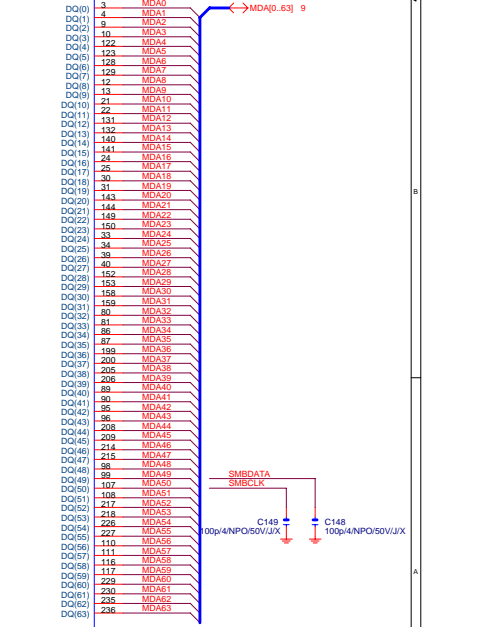 MDA[0..63] 9
DQ(0) 3 MDA0
DQ(1) 4 MDA1
DQ(2) 9 MDA2
DQ(3) 10 MDA3
DQ(4) 122 MDA4
DQ(5) 123 MDA5
DQ(6) 128 MDA6
DQ(7) 129 MDA7
DQ(8) 12 MDA8
DQ(9) 13 MDA9
DQ(10) 21 MDA10
DQ(11) 22 MDA11
DQ(12) 131 MDA12
DQ(13) 132 MDA13
DQ(14) 140 MDA14
DQ(15) 141 MDA15
DQ(16) 24 MDA16
DQ(17) 25 MDA17
DQ(18) 30 MDA18
DQ(19) 31 MDA19
DQ(20) 143 MDA20
DQ(21) 144 MDA21
DQ(22) 149 MDA22
DQ(23) 150 MDA23
DQ(24) 33 MDA24
DQ(25) 34 MDA25
DQ(26) 39 MDA26
DQ(27) 40 MDA27
DQ(28) 152 MDA28
DQ(29) 153 MDA29
DQ(30) 158 MDA30
DQ(31) 159 MDA31
DQ(32) 80 MDA32
DQ(33) 81 MDA33
DQ(34) 86 MDA34
DQ(35) 87 MDA35
DQ(36) 199 MDA36
DQ(37) 200 MDA37
DQ(38) 205 MDA38
DQ(39) 206 MDA39
DQ(40) 89 MDA40
DQ(41) 90 MDA41
DQ(42) 95 MDA42
DQ(43) 96 MDA43
DQ(44) 208 MDA44
DQ(45) 209 MDA45
DQ(46) 214 MDA46
DQ(47) 215 MDA47
DQ(48) 98 MDA48
DQ(49) 99 MDA49
DQ(50) 107 MDA50
DQ(51) 108 MDA51
DQ(52) 217 MDA52
DQ(53) 218 MDA53
DQ(54) 226 MDA54
DQ(55) 227 MDA55
DQ(56) 110 MDA56
DQ(57) 111 MDA57
DQ(58) 116 MDA58
DQ(59) 117 MDA59
DQ(60) 229 MDA60
DQ(61) 230 MDA61
DQ(62) 235 MDA62
DQ(63) 236 MDA63
SMBDATA
SMBCLK
C149
100p/4/NPO/50V/J/X
C148
100p/4/NPO/50V/J/X
B
A